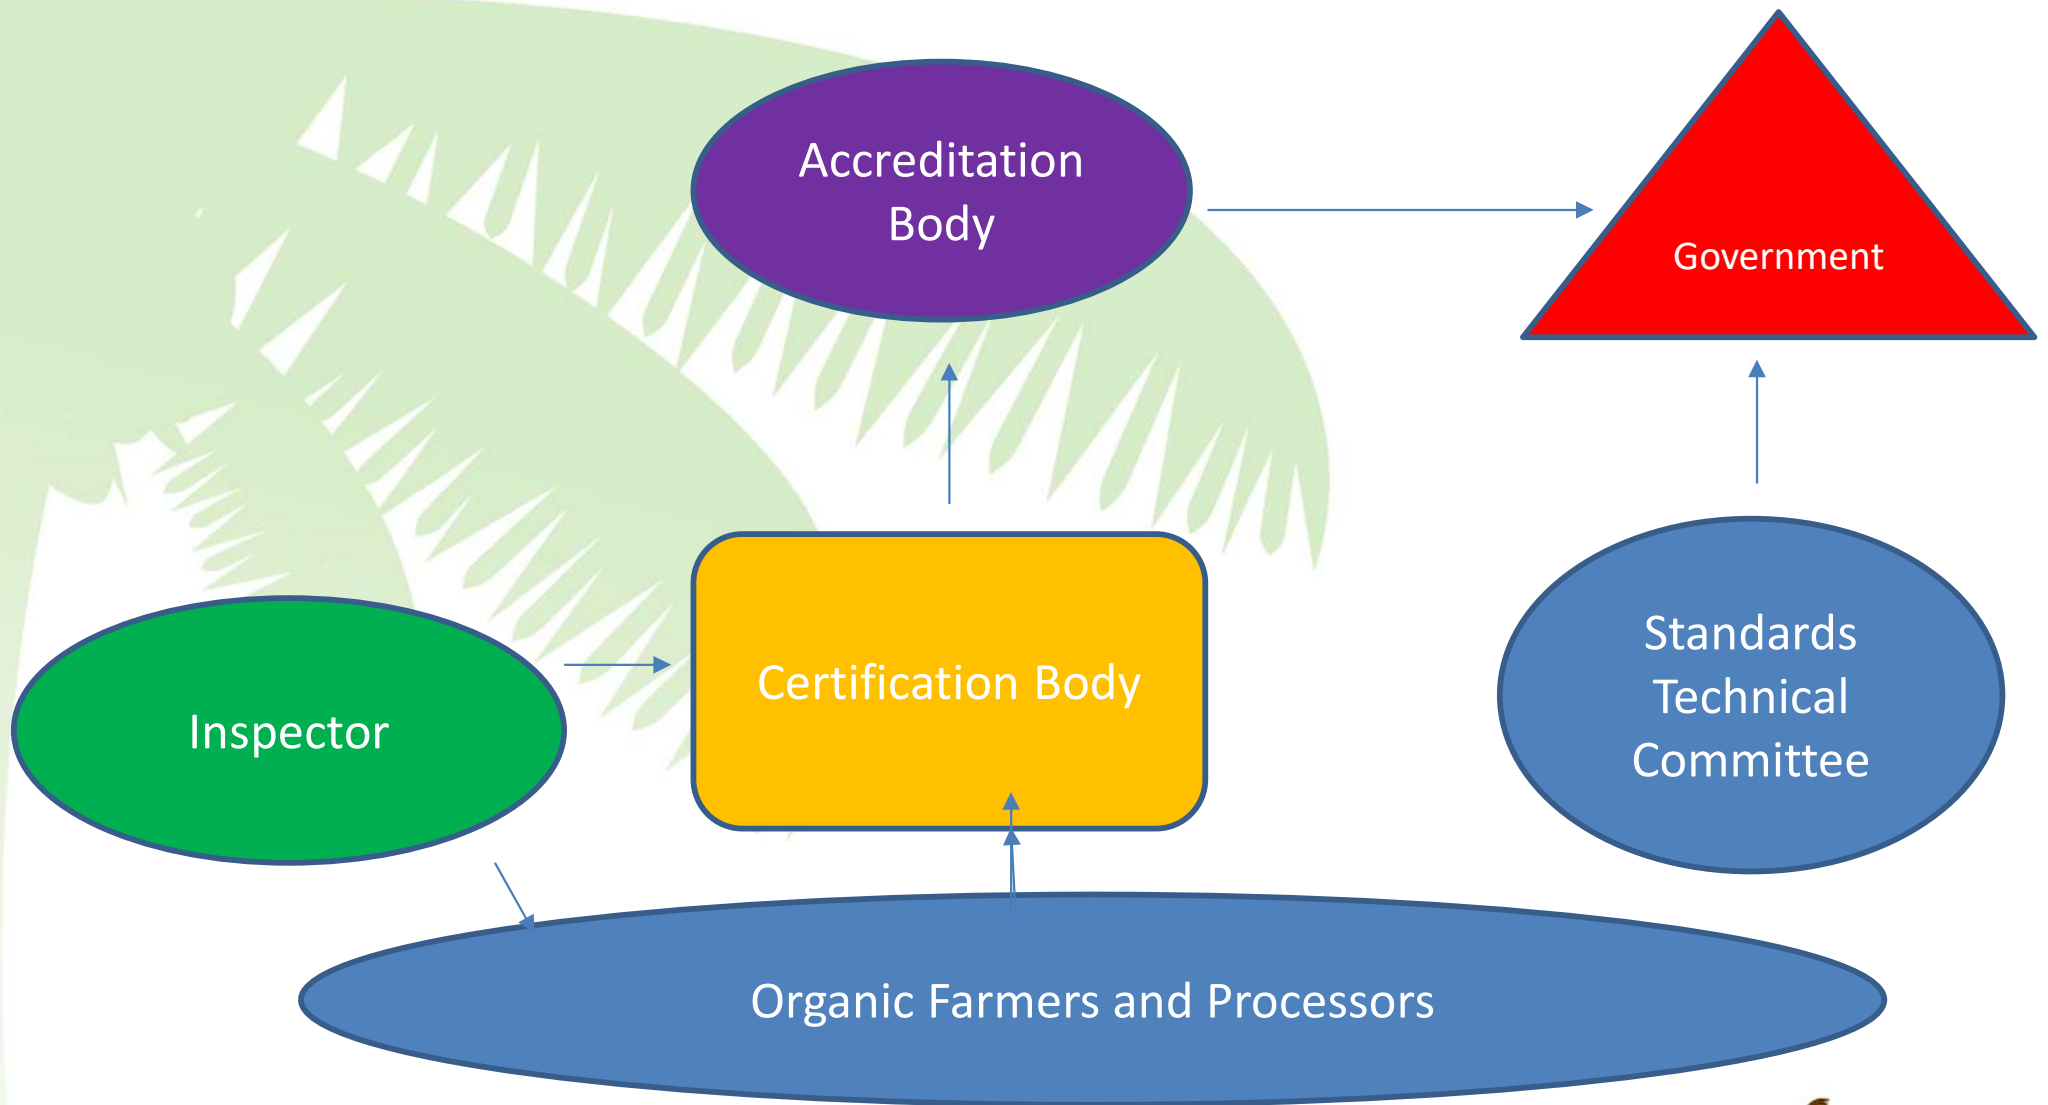 Accreditation
Body
Government
Standards
Technical
Committee
Certification Body
Inspector
Organic Farmers and Processors